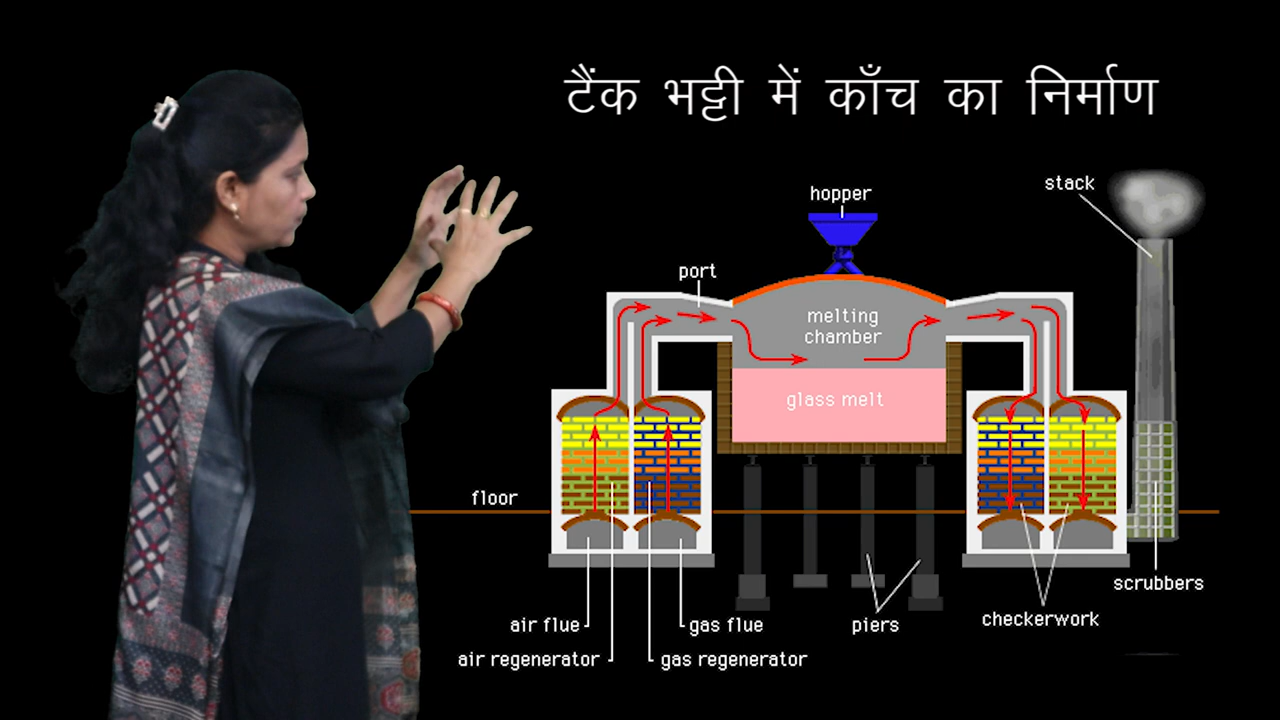 टैंक भट्टी में काँच का निर्माण
stack
hopper
port
melting
chamber
glass melt
floor
scrubbers
checkerwork
air flue
gas flue
piers
air regenerator
gas regenerator